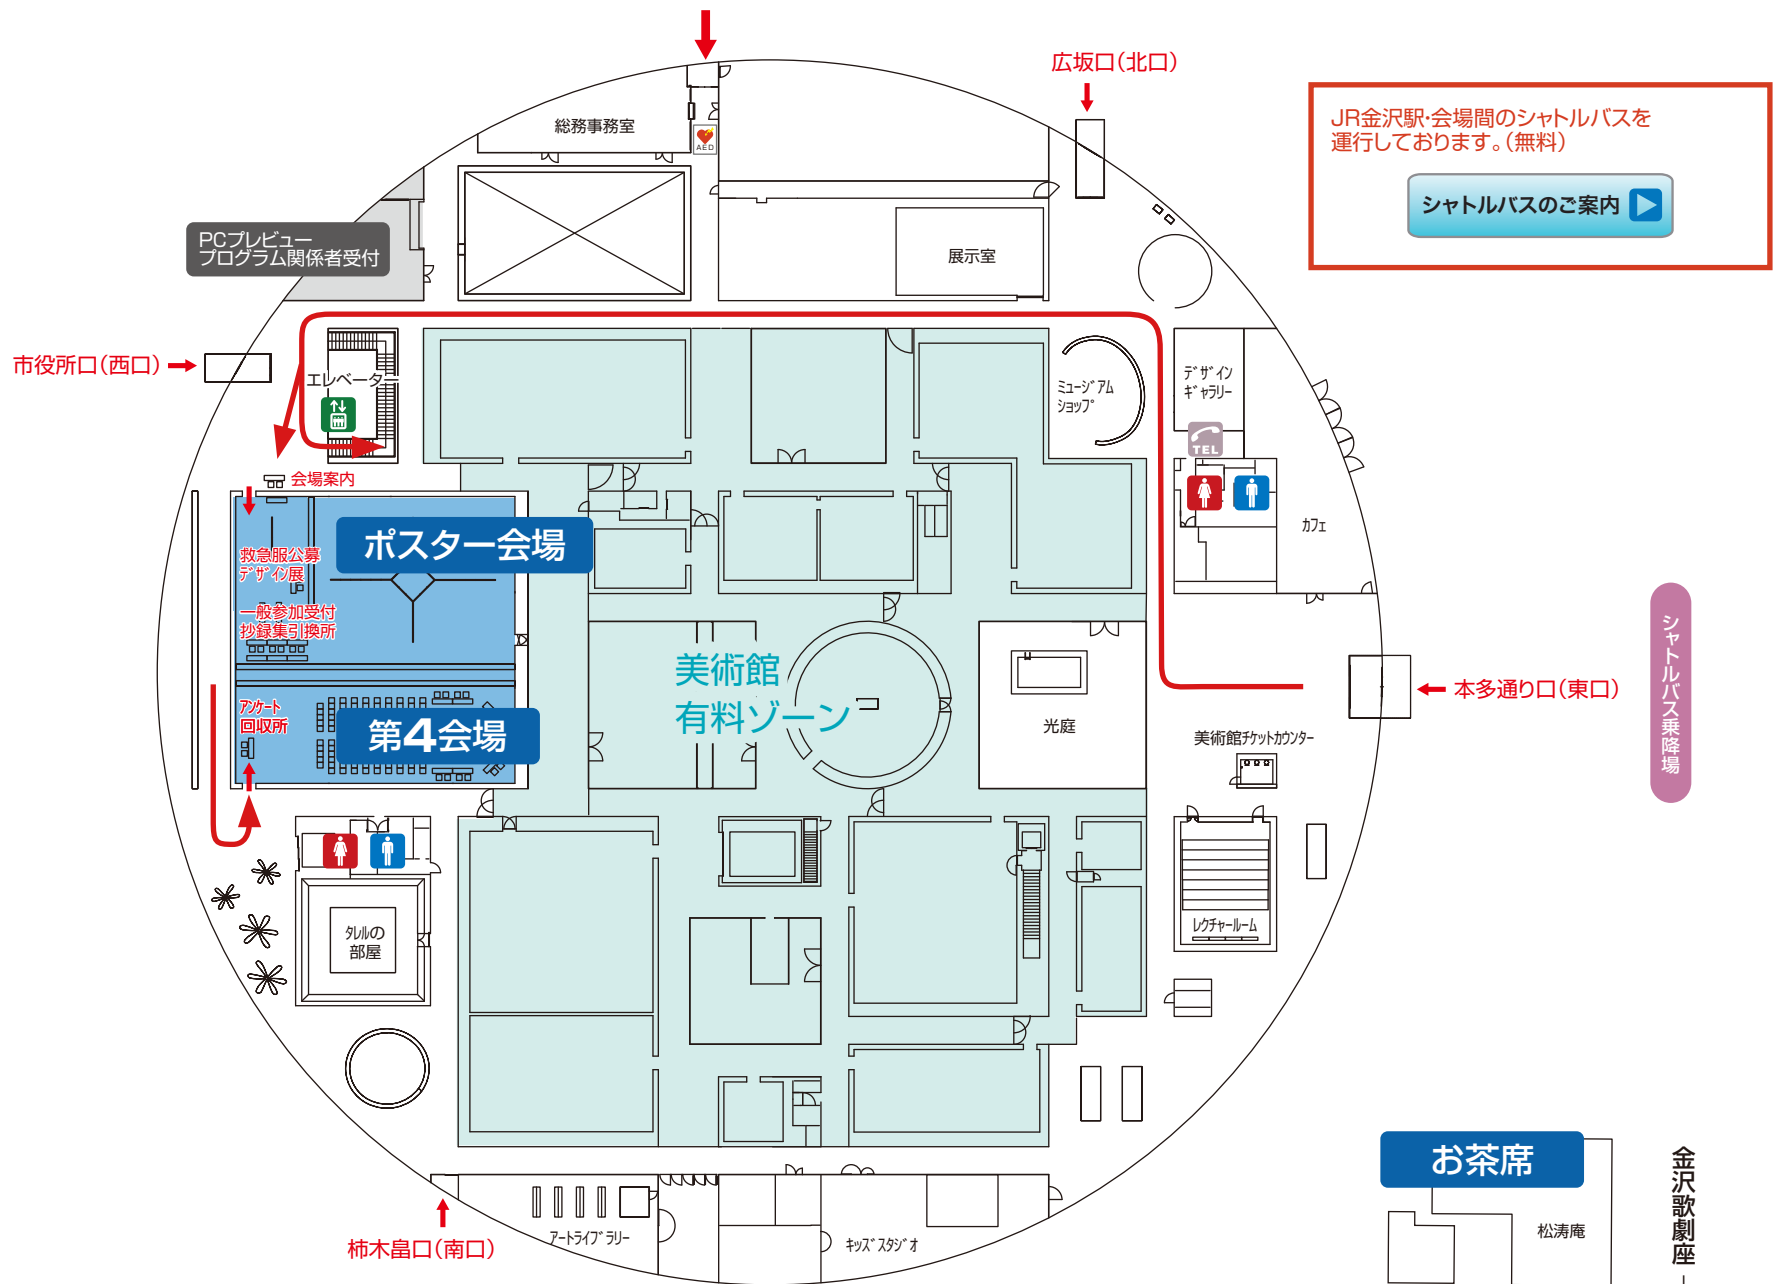 広坂口(北口)
JR金沢駅・会場間のシャトルバスを
運行しております。(無料)
シャトルバスのご案内
総務事務室
AED
PCプレビュー
プログラム関係者受付
展示室
市役所口(西口)
エレベーター
ミュージアム
ショップ
デザイン
ギャラリー
TEL
会場案内
ポスター会場
カフェ
救急服公募
デザイン展
一般参加受付
抄録集引換所
美術館
有料ゾーン
シャトルバス乗降場
本多通り口(東口)
アンケート
回収所
第4会場
光庭
美術館チケットカウンター
タレルの
部屋
レクチャールーム
お茶席
松涛庵
金沢歌劇座
柿木畠口(南口)
アートライブラリー
キッズスタジオ